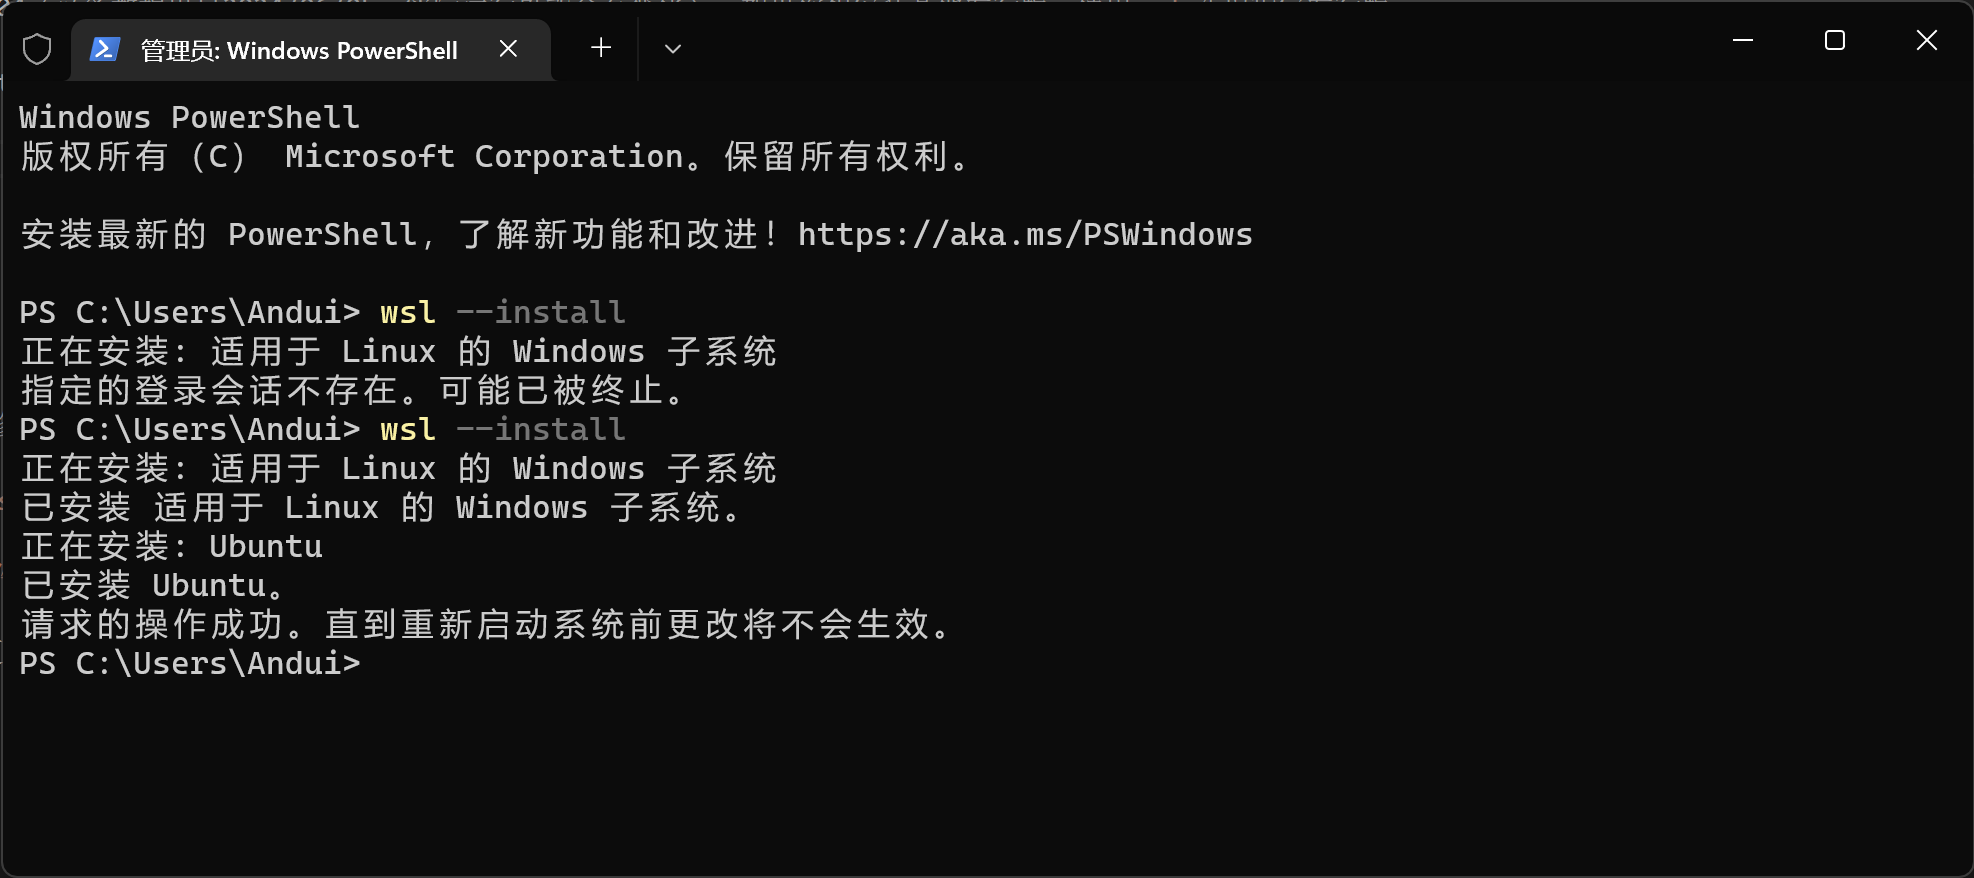 管理员: Windows PowerShell
Windows PowerShell
版权所有 (C) Microsoft Corporation。保留所有权利。
安装最新的 PowerShell，了解新功能和改进！https://aka.ms/PSWindows
PS C:\Users\Andui> wsl --install
正在安装: 适用于 Linux 的 Windows 子系统
指定的登录会话不存在。可能已被终止。
PS C:\Users\Andui> wsl --install
正在安装: 适用于 Linux 的 Windows 子系统
已安装 适用于 Linux 的 Windows 子系统。
正在安装: Ubuntu
已安装 Ubuntu。
请求的操作成功。直到重新启动系统前更改将不会生效。
PS C:\Users\Andui>